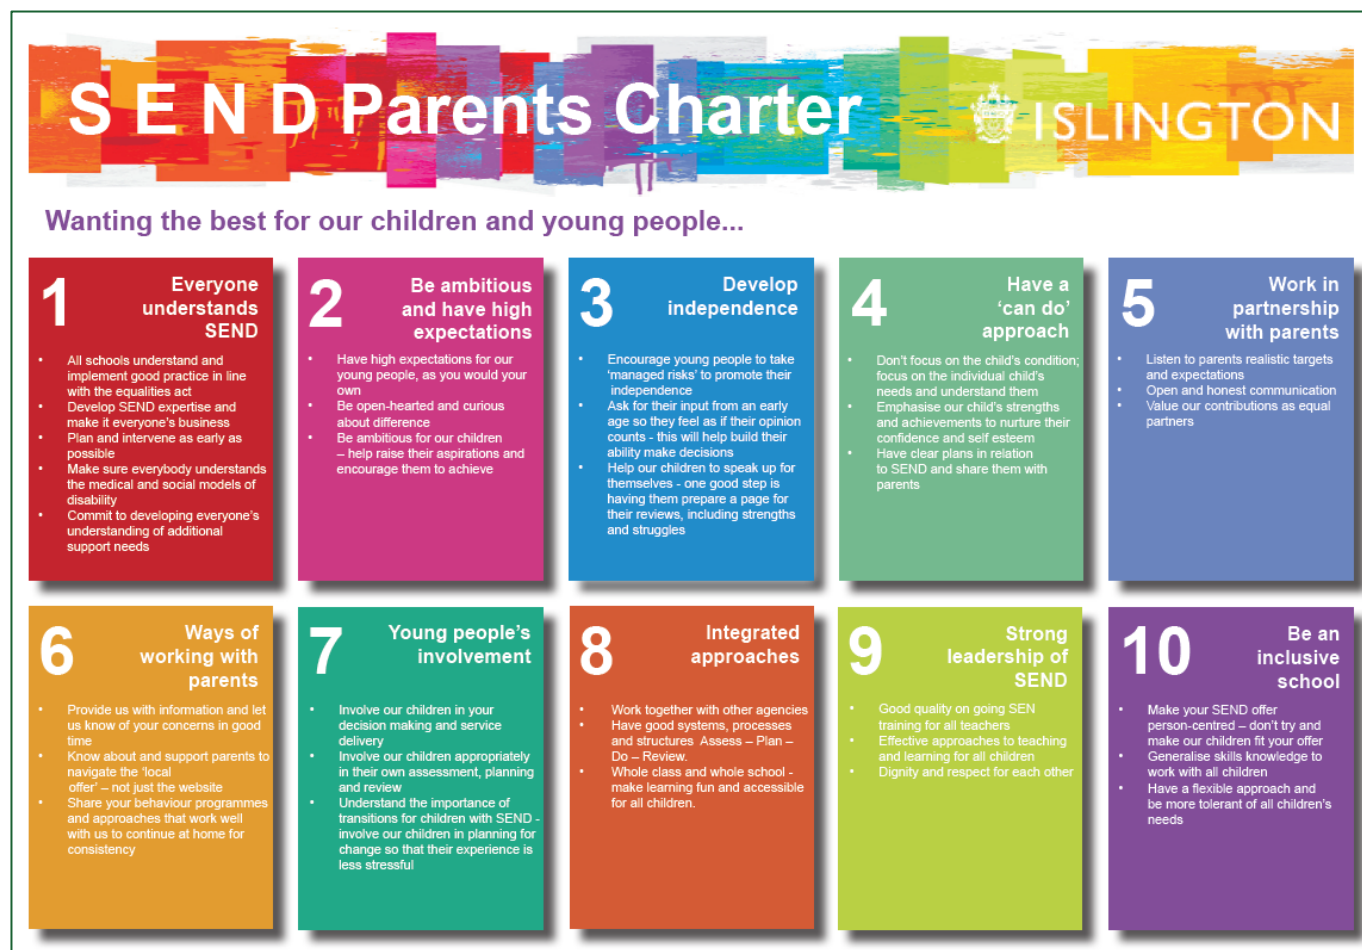 S E N D Parents Charter
ISLINGTON
Wanting the best for our children and young people...
1
Everyone
understands
SEND
• All schools understand and
implement good practice in line
with the equalities act
• Develop SEND expertise and
make it everyone's business
• Plan and intervene as early as
possible
• Make sure everybody understands
the medical and social models of
disability
• Commit to developing everyone's
understanding of additional
support needs
2
Be ambitious
and have high
expectations
• Have high expectations for our
young people, as you would your
own
• Be open-hearted and curious
about difference
• Be ambitious for our children
– help raise their aspirations and
encourage them to achieve
3
Develop
independence
• Encourage young people to take
'managed risks' to promote their
independence
• Ask for their input from an early
age so they feel as if their opinion
counts - this will help build their
ability make decisions
• Help our children to speak up for
themselves - one good step is
having them prepare a page for
their reviews, including strengths
and struggles
4
Have a
'can do'
approach
• Don't focus on the child's condition;
focus on the individual child's
needs and understand them
• Emphasise our child's strengths
and achievements to nurture their
confidence and self esteem
• Have clear plans in relation
to SEND and share them with
parents
5
Work in
partnership
with parents
• Listen to parents realistic targets
and expectations
• Open and honest communication
• Value our contributions as equal
partners
6
Ways of
working with
parents
• Provide us with information and let
us know of your concerns in good
time
• Know about and support parents to
navigate the 'local
offer' – not just the website
• Share your behaviour programmes
and approaches that work well
with us to continue at home for
consistency
7
Young people's
involvement
• Involve our children in your
decision making and service
delivery
• Involve our children appropriately
in their own assessment, planning
and review
• Understand the importance of
transitions for children with SEND -
involve our children in planning for
change so that their experience is
less stressful
8
Integrated
approaches
• Work together with other agencies
• Have good systems, processes
and structures Assess – Plan –
Do – Review.
• Whole class and whole school -
make learning fun and accessible
for all children.
9
Strong
leadership of
SEND
• Good quality on going SEN
training for all teachers
• Effective approaches to teaching
and learning for all children
• Dignity and respect for each other
10
Be an
inclusive
school
• Make your SEND offer
person-centred – don't try and
make our children fit your offer
• Generalise skills knowledge to
work with all children
• Have a flexible approach and
be more tolerant of all children's
needs